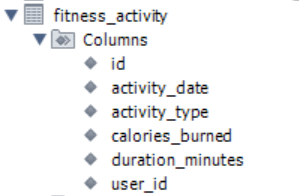 fitness_activity
Columns
id
activity_date
activity_type
calories_burned
duration_minutes
user_id